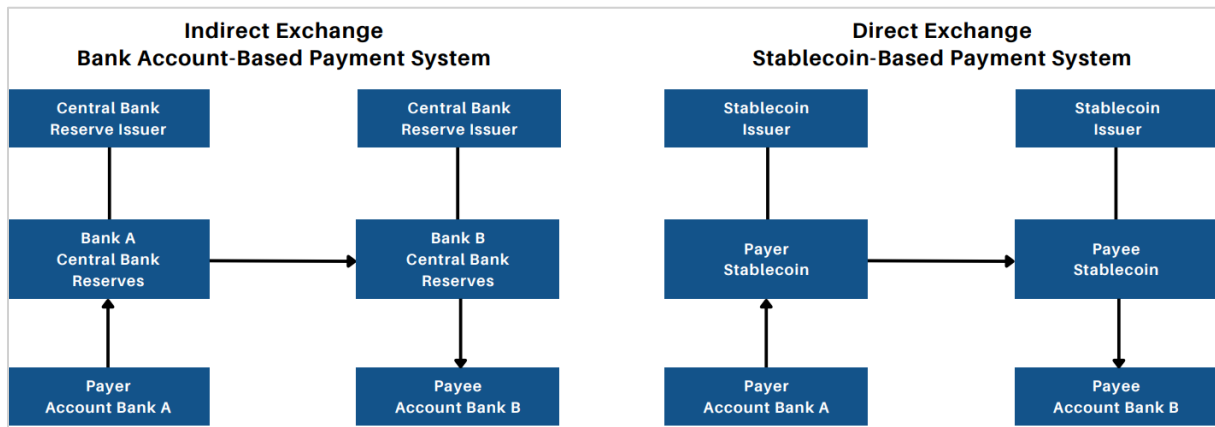 Indirect Exchange
Bank Account-Based Payment System
Central Bank
Reserve Issuer
Central Bank
Reserve Issuer
Bank A
Central Bank
Reserves
Bank B
Central Bank
Reserves
Payer
Account Bank A
Payee
Account Bank B
Direct Exchange
Stablecoin-Based Payment System
Stablecoin
Issuer
Stablecoin
Issuer
Payer
Stablecoin
Payee
Stablecoin
Payer
Account Bank A
Payee
Account Bank B